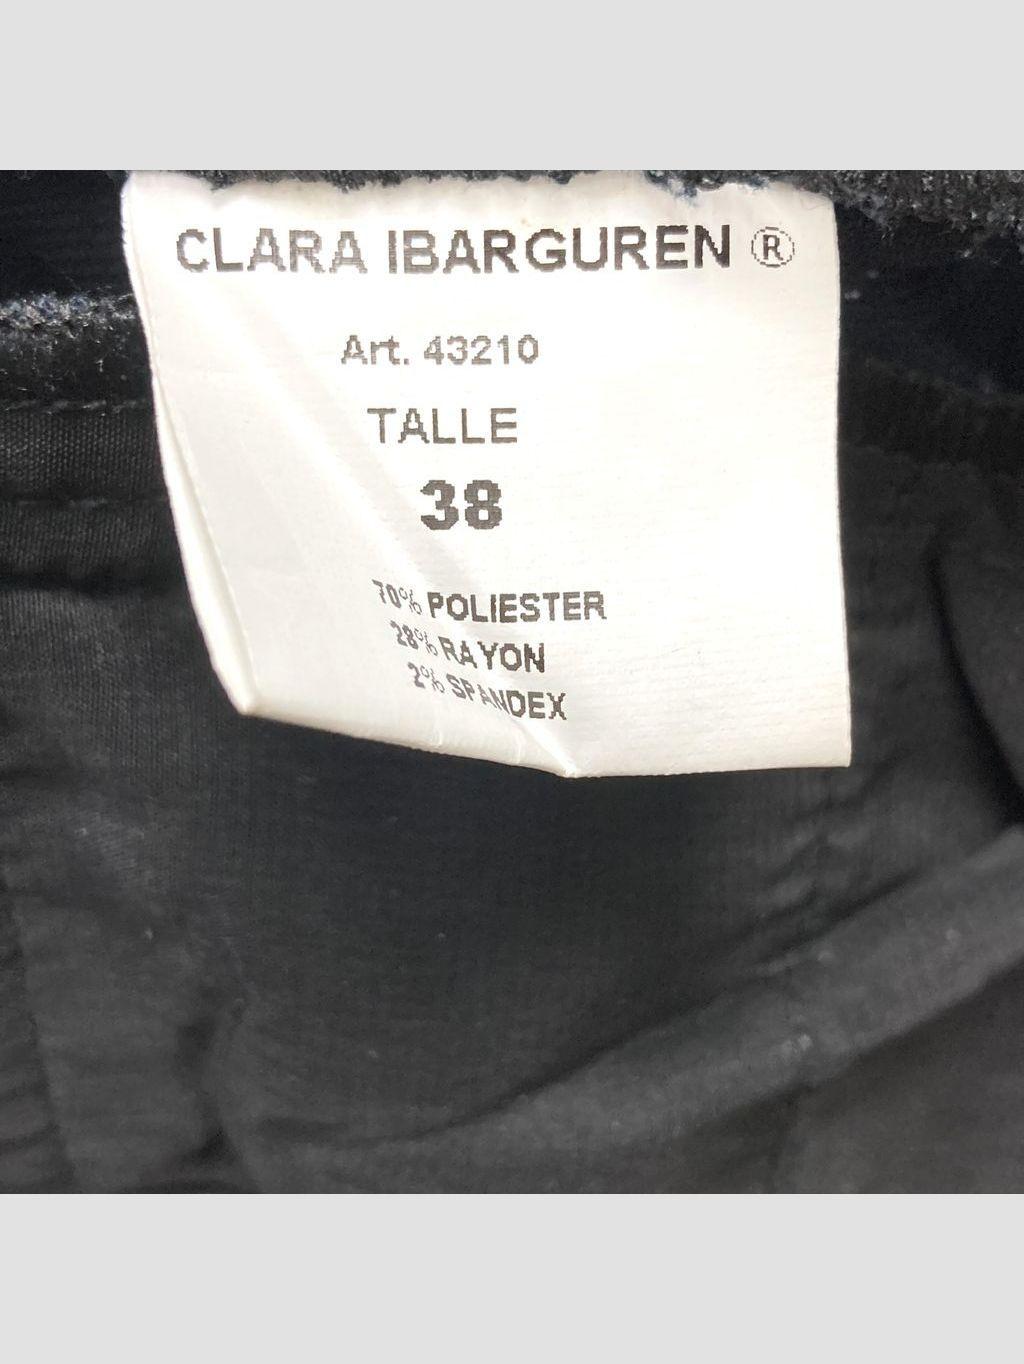 CLARA IBARGUREN ®
Art. 43210
TALLE
38
70% POLIESTER
28% RAYON
2% SPANDEX